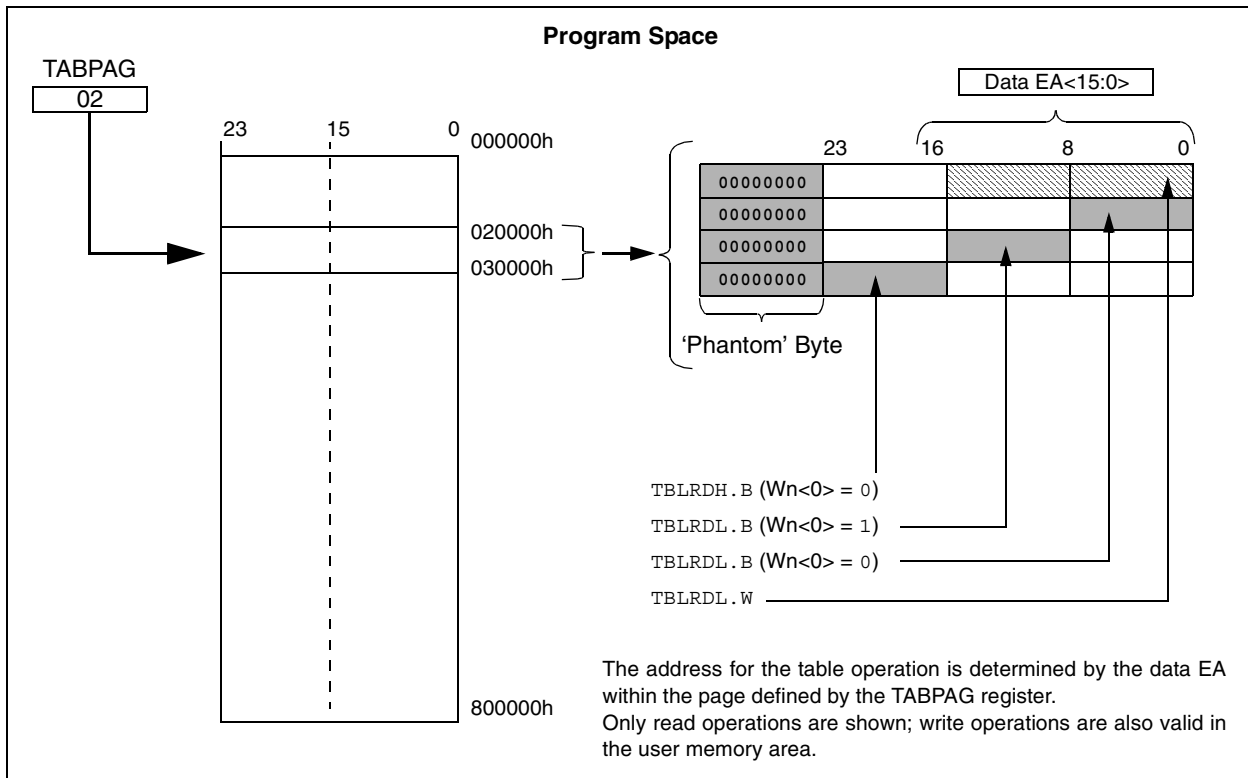 Program Space
TABPAG
02
23 15 0
000000h
020000h
030000h
800000h
Data EA<15:0>
23 16 8 0
00000000
00000000
00000000
00000000
‘Phantom’ Byte
TBLRDH.B (Wn<0> = 0)
TBLRDL.B (Wn<0> = 1)
TBLRDL.B (Wn<0> = 0)
TBLRDL.W
The address for the table operation is determined by the data EA
within the page defined by the TABPAG register.
Only read operations are shown; write operations are also valid in
the user memory area.